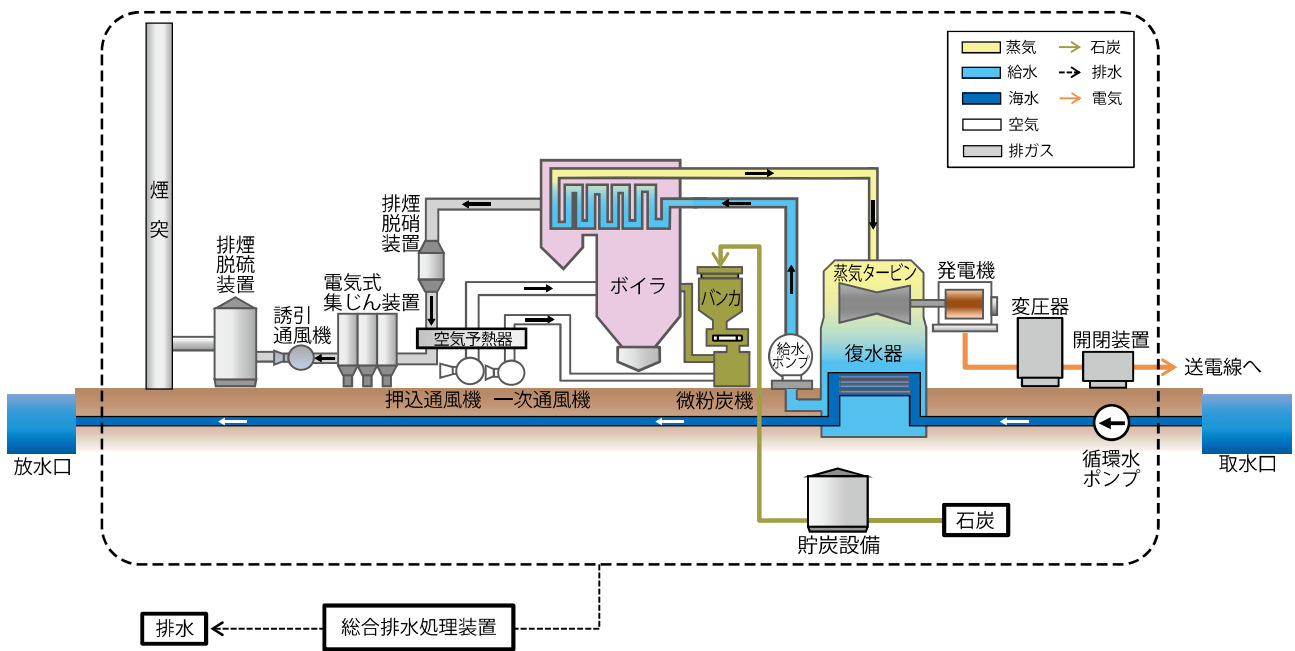 蒸気
石炭
給水
排水
海水
電気
空気
排ガス
煙
突
排煙
脱硝
装置
排煙
脱硫
装置
電気式
集じん装置
誘引
通風機
空気予熱器
押込通風機
一次通風機
ボイラ
バンカ
微粉炭機
給水
ポンプ
蒸気タービン
復水器
発電機
変圧器
開閉装置
送電線へ
放水口
循環水
ポンプ
取水口
石炭
貯炭設備
総合排水処理装置
排水